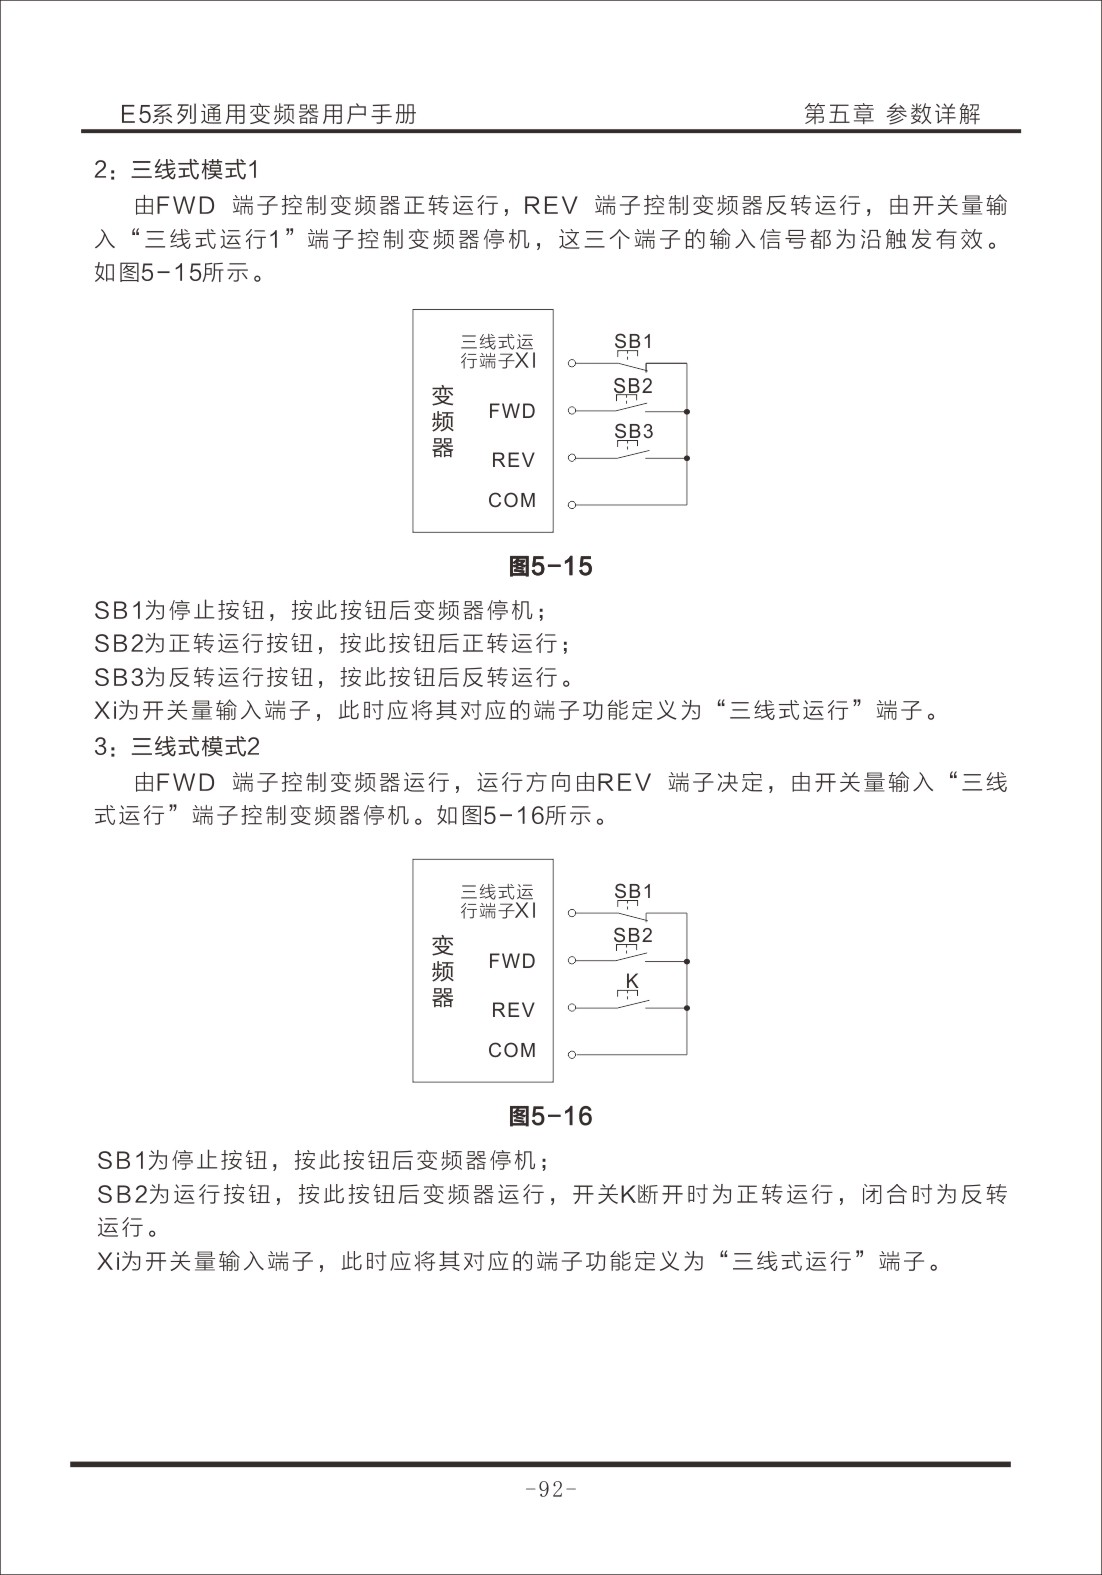 E5系列通用变频器用户手册 第五章 参数详解
2：三线式模式1
由FWD 端子控制变频器正转运行，REV 端子控制变频器反转运行，由开关量输
入“三线式运行1”端子控制变频器停机，这三个端子的输入信号都为沿触发有效。
如图5-15所示。
三线式运
行端子XI
变
频
器
FWD
REV
COM
SB1
SB2
SB3
图5-15
SB1为停止按钮，按此按钮后变频器停机；
SB2为正转运行按钮，按此按钮后正转运行；
SB3为反转运行按钮，按此按钮后反转运行。
Xi为开关量输入端子，此时应将其对应的端子功能定义为“三线式运行”端子。
3：三线式模式2
由FWD 端子控制变频器运行，运行方向由REV 端子决定，由开关量输入“三线
式运行”端子控制变频器停机。如图5-16所示。
三线式运
行端子XI
变
频
器
FWD
REV
COM
SB1
SB2
K
图5-16
SB1为停止按钮，按此按钮后变频器停机；
SB2为运行按钮，按此按钮后变频器运行，开关K断开时为正转运行，闭合时为反转
运行。
Xi为开关量输入端子，此时应将其对应的端子功能定义为“三线式运行”端子。
-92-